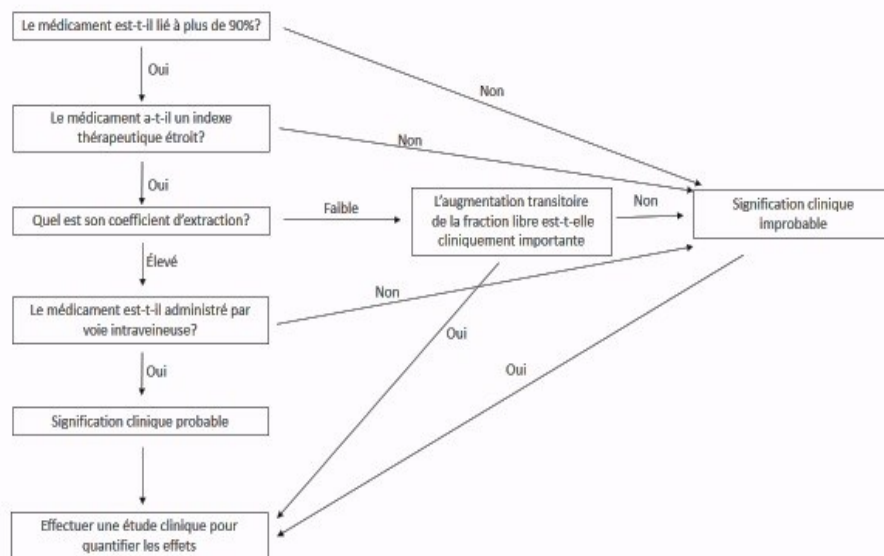 Le médicament est-t-il lié à plus de 90%?
Oui
Non
Le médicament a-t-il un indexe
thérapeutique étroit?
Non
Oui
Quel est son coefficient d'extraction?
Faible
L'augmentation transitoire
de la fraction libre est-t-elle
cliniquement importante
Non
Signification clinique
improbable
Élevé
Non
Le médicament est-t-il administré par
voie intraveineuse?
Oui
Oui
Oui
Signification clinique probable
Effectuer une étude clinique pour
quantifier les effets